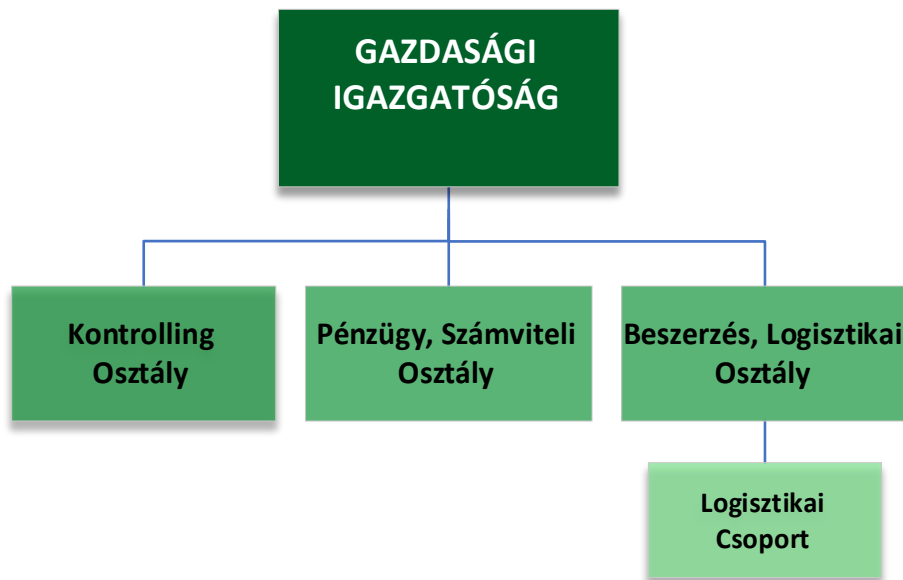 GAZDASÁGI
IGAZGATÓSÁG
Kontrolling
Osztály
Pénzügy, Számviteli
Osztály
Beszerzés, Logisztikai
Osztály
Logisztikai
Csoport